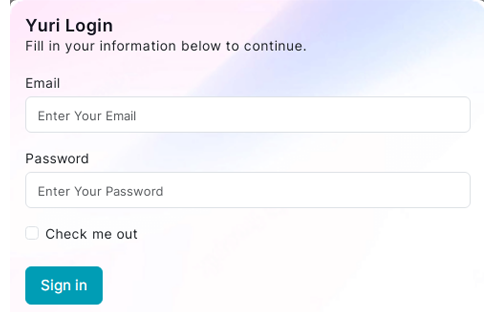 Yuri Login
Fill in your information below to continue.
Email
Enter Your Email
Password
Enter Your Password
Check me out
Sign in